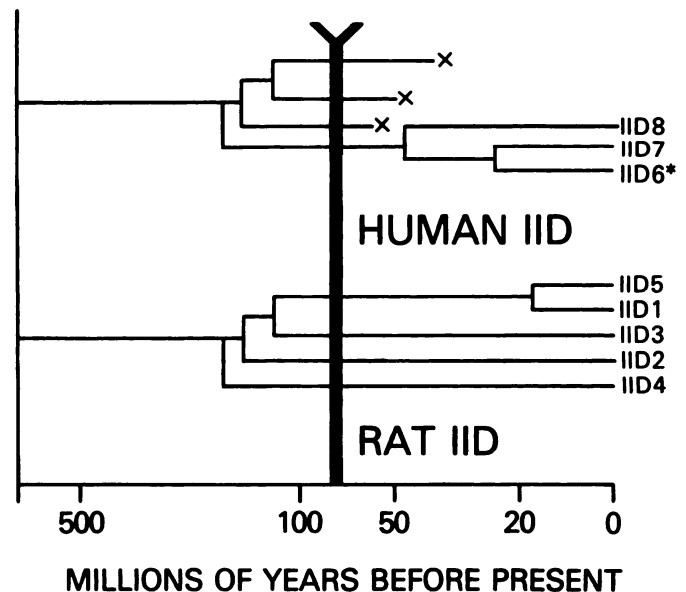 IID8
IID7
IID6*
HUMAN IID
IID5
IID1
IID3
IID2
IID4
RAT IID
500 100 50 20 0
MILLIONS OF YEARS BEFORE PRESENT